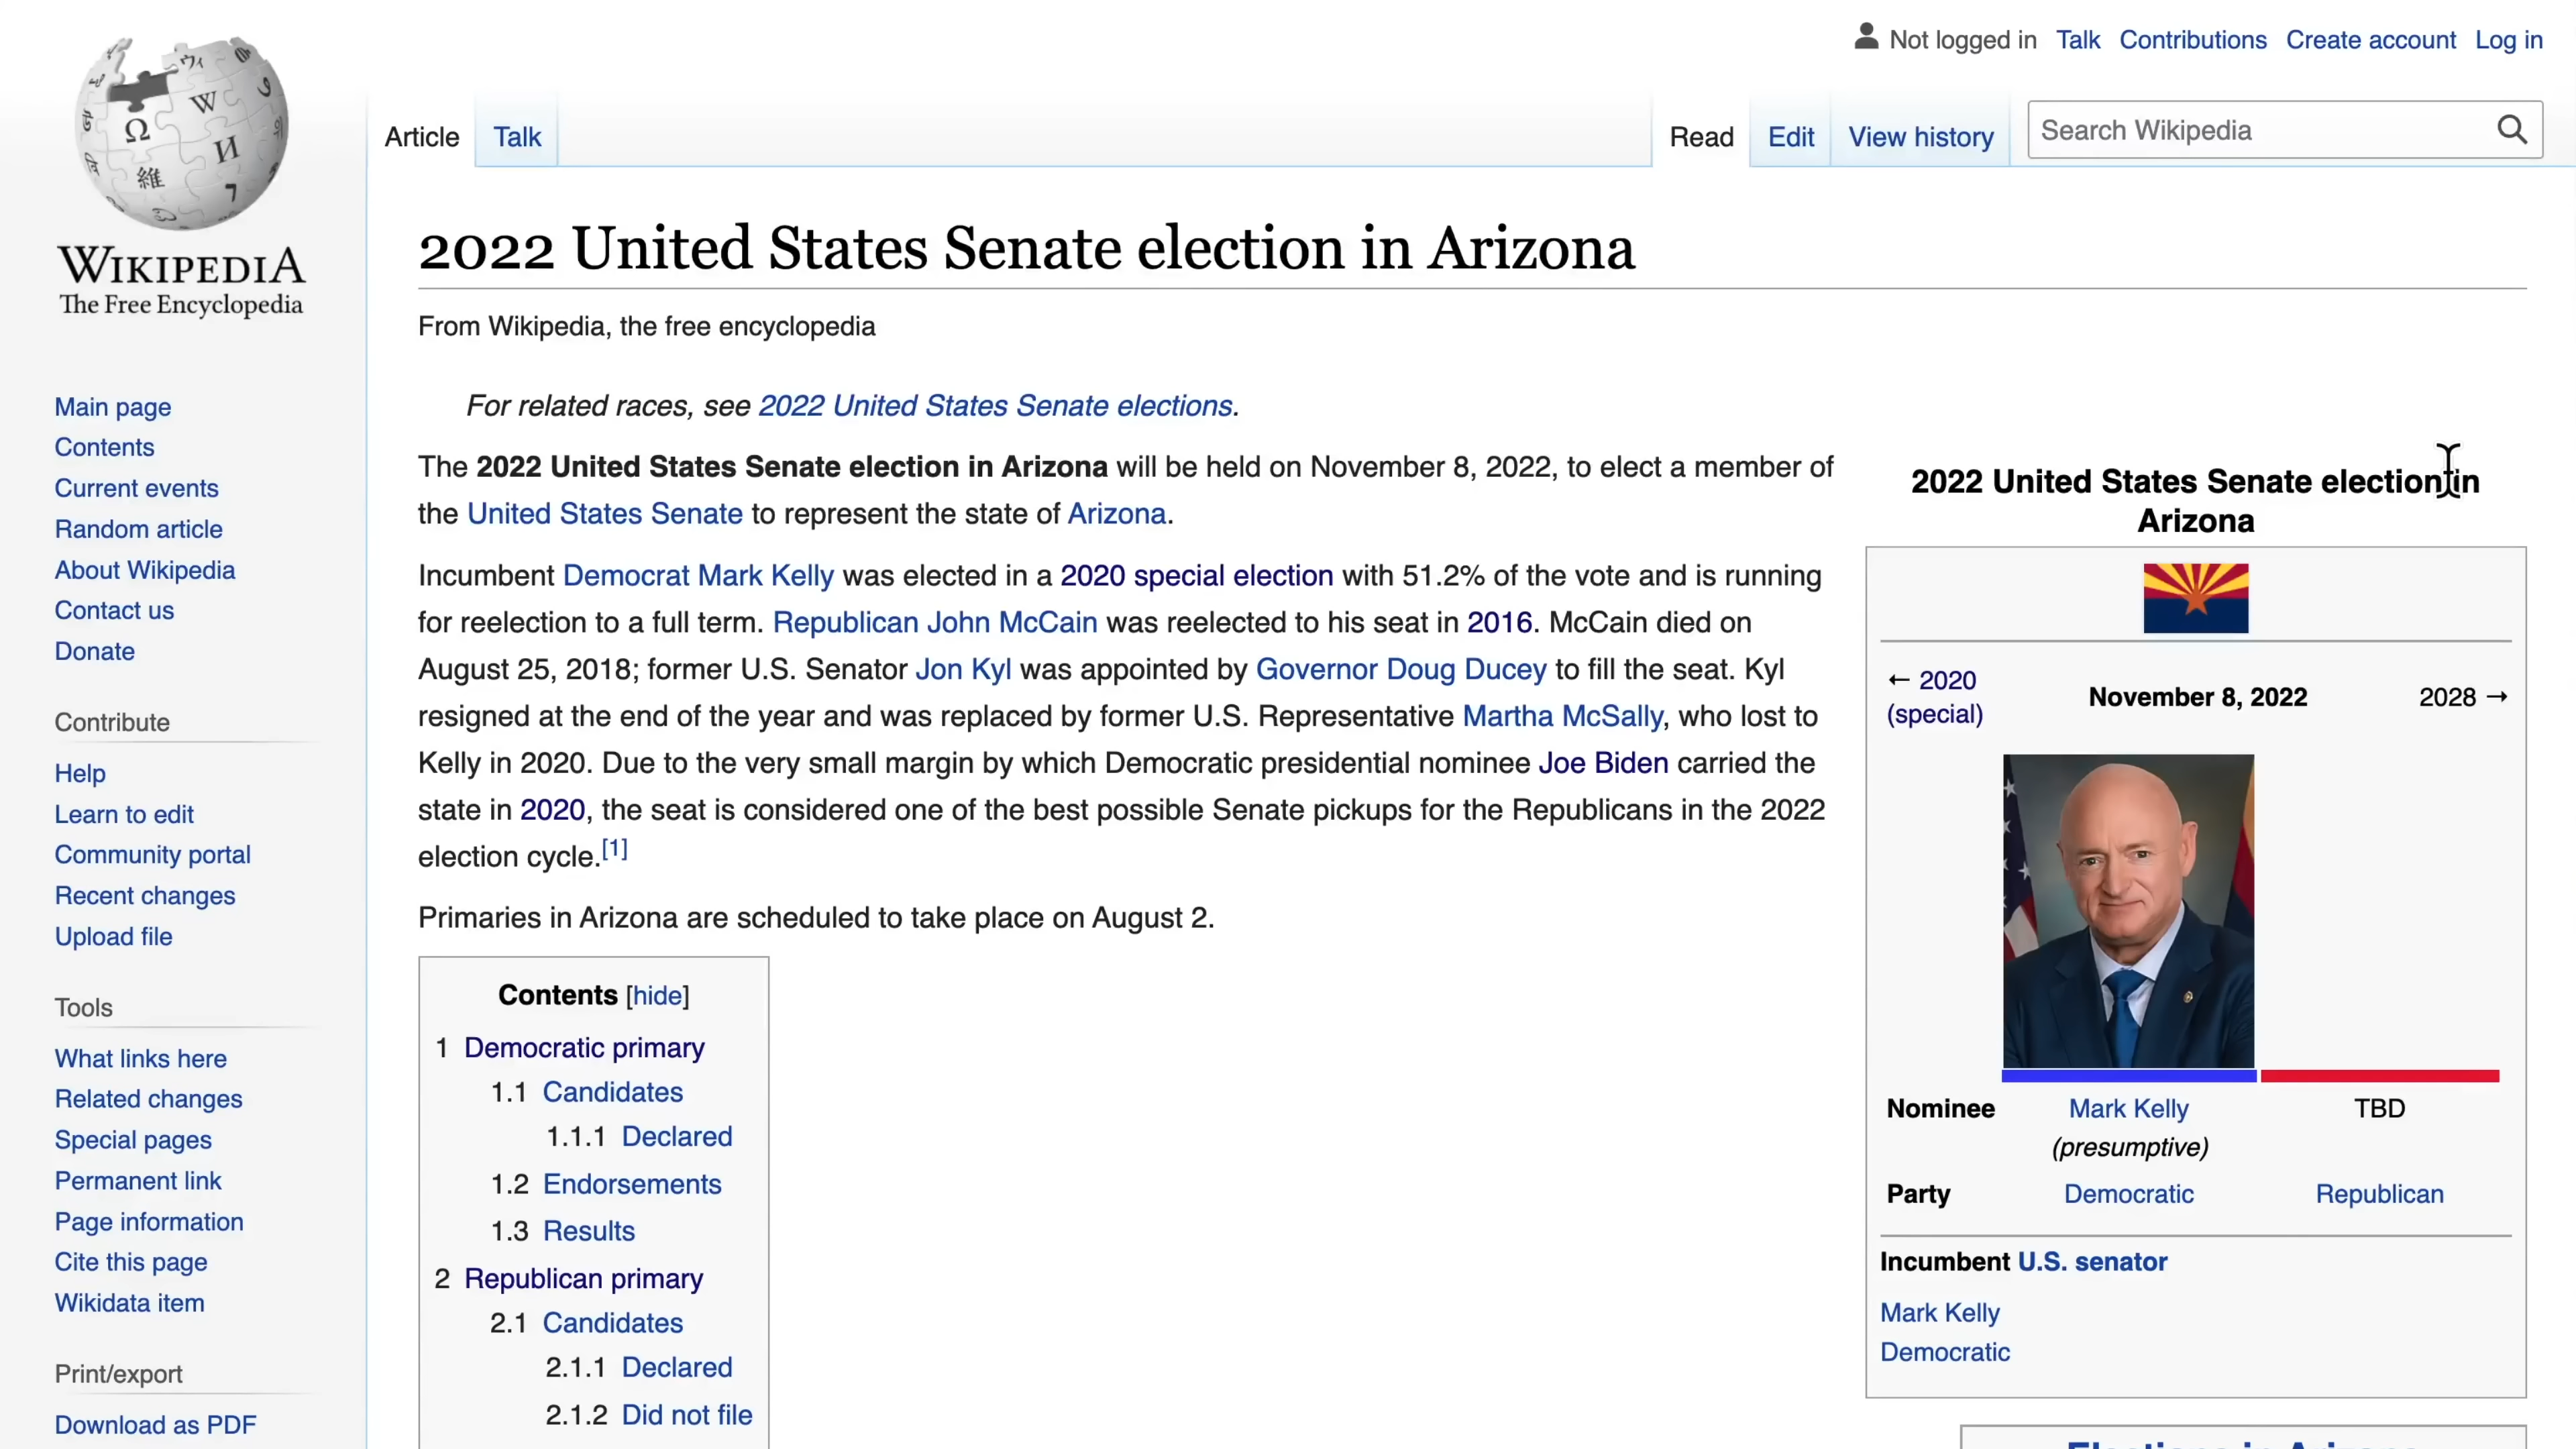 Not logged in Talk Contributions Create account Log in
Article Talk Read Edit View history Search Wikipedia
WIKIPEDIA
The Free Encyclopedia
Main page
Contents
Current events
Random article
About Wikipedia
Contact us
Donate
Contribute
Help
Learn to edit
Community portal
Recent changes
Upload file
Tools
What links here
Related changes
Special pages
Permanent link
Page information
Cite this page
Wikidata item
Print/export
Download as PDF
2022 United States Senate election in Arizona
From Wikipedia, the free encyclopedia
For related races, see 2022 United States Senate elections.
The 2022 United States Senate election in Arizona will be held on November 8, 2022, to elect a member of
the United States Senate to represent the state of Arizona.
Incumbent Democrat Mark Kelly was elected in a 2020 special election with 51.2% of the vote and is running
for reelection to a full term. Republican John McCain was reelected to his seat in 2016. McCain died on
August 25, 2018; former U.S. Senator Jon Kyl was appointed by Governor Doug Ducey to fill the seat. Kyl
resigned at the end of the year and was replaced by former U.S. Representative Martha McSally, who lost to
Kelly in 2020. Due to the very small margin by which Democratic presidential nominee Joe Biden carried the
state in 2020, the seat is considered one of the best possible Senate pickups for the Republicans in the 2022
election cycle.[1]
Primaries in Arizona are scheduled to take place on August 2.
Contents [hide]
1 Democratic primary
1.1 Candidates
1.1.1 Declared
1.2 Endorsements
1.3 Results
2 Republican primary
2.1 Candidates
2.1.1 Declared
2.1.2 Did not file
2022 United States Senate election in
Arizona
← 2020
(special)
November 8, 2022
2028 →
Nominee Mark Kelly TBD
(presumptive)
Party Democratic Republican
Incumbent U.S. senator
Mark Kelly
Democratic
Elections in Arizona